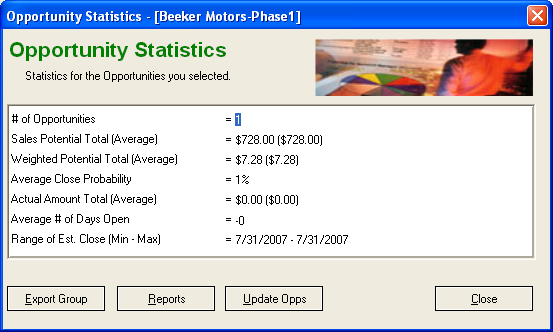 Opportunity Statistics - [Beeker Motors-Phase1]
Opportunity Statistics
Statistics for the Opportunities you selected.
# of Opportunities = 1
Sales Potential Total (Average) = $728.00 ($728.00)
Weighted Potential Total (Average) = $7.28 ($7.28)
Average Close Probability = 1%
Actual Amount Total (Average) = $0.00 ($0.00)
Average # of Days Open = -0
Range of Est. Close (Min - Max) = 7/31/2007 - 7/31/2007
Export Group Reports Update Opps Close